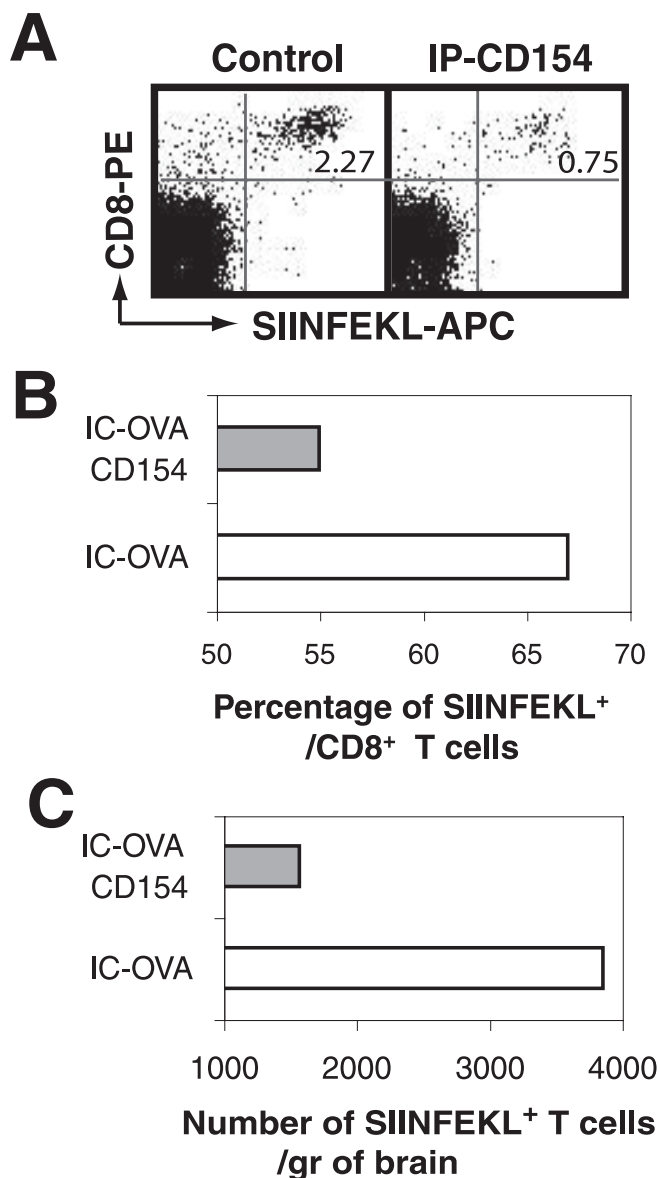 A
Control IP-CD154
CD8-PE
2.27 0.75
SIINFEKL-APC
B
IC-OVA
CD154
IC-OVA
50 55 60 65 70
Percentage of SIINFEKL⁺
/CD8⁺ T cells
C
IC-OVA
CD154
IC-OVA
1000 2000 3000 4000
Number of SIINFEKL⁺ T cells
/gr of brain